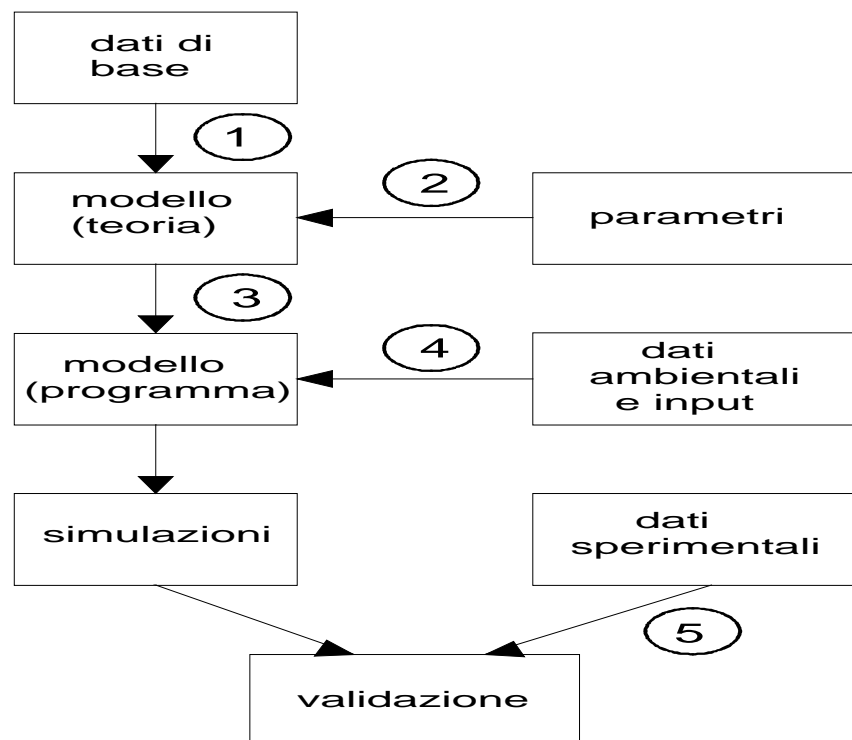 dati di
base
1
modello
(teoria)
2
parametri
3
modello
(programma)
4
dati
ambientali
e input
simulazioni
dati
sperimentali
5
validazione